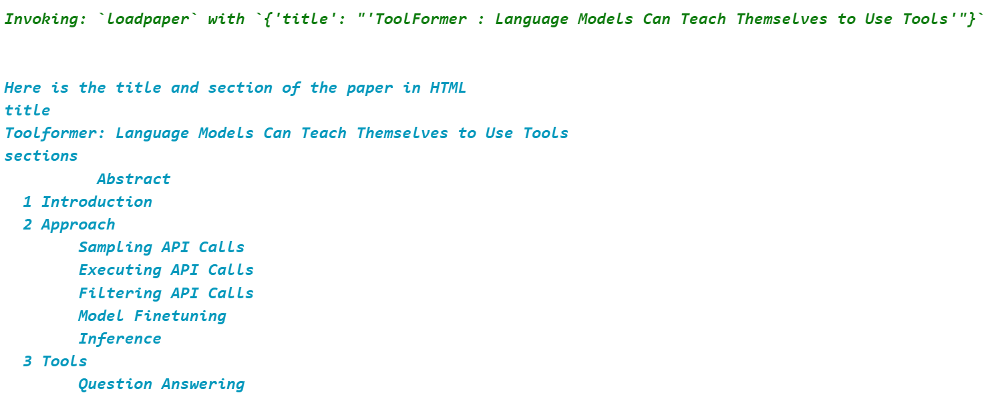 Invoking: `loadpaper` with `{'title': "'ToolFormer : Language Models Can Teach Themselves to Use Tools'"}`
Here is the title and section of the paper in HTML
title
Toolformer: Language Models Can Teach Themselves to Use Tools
sections
Abstract
1 Introduction
2 Approach
Sampling API Calls
Executing API Calls
Filtering API Calls
Model Finetuning
Inference
3 Tools
Question Answering